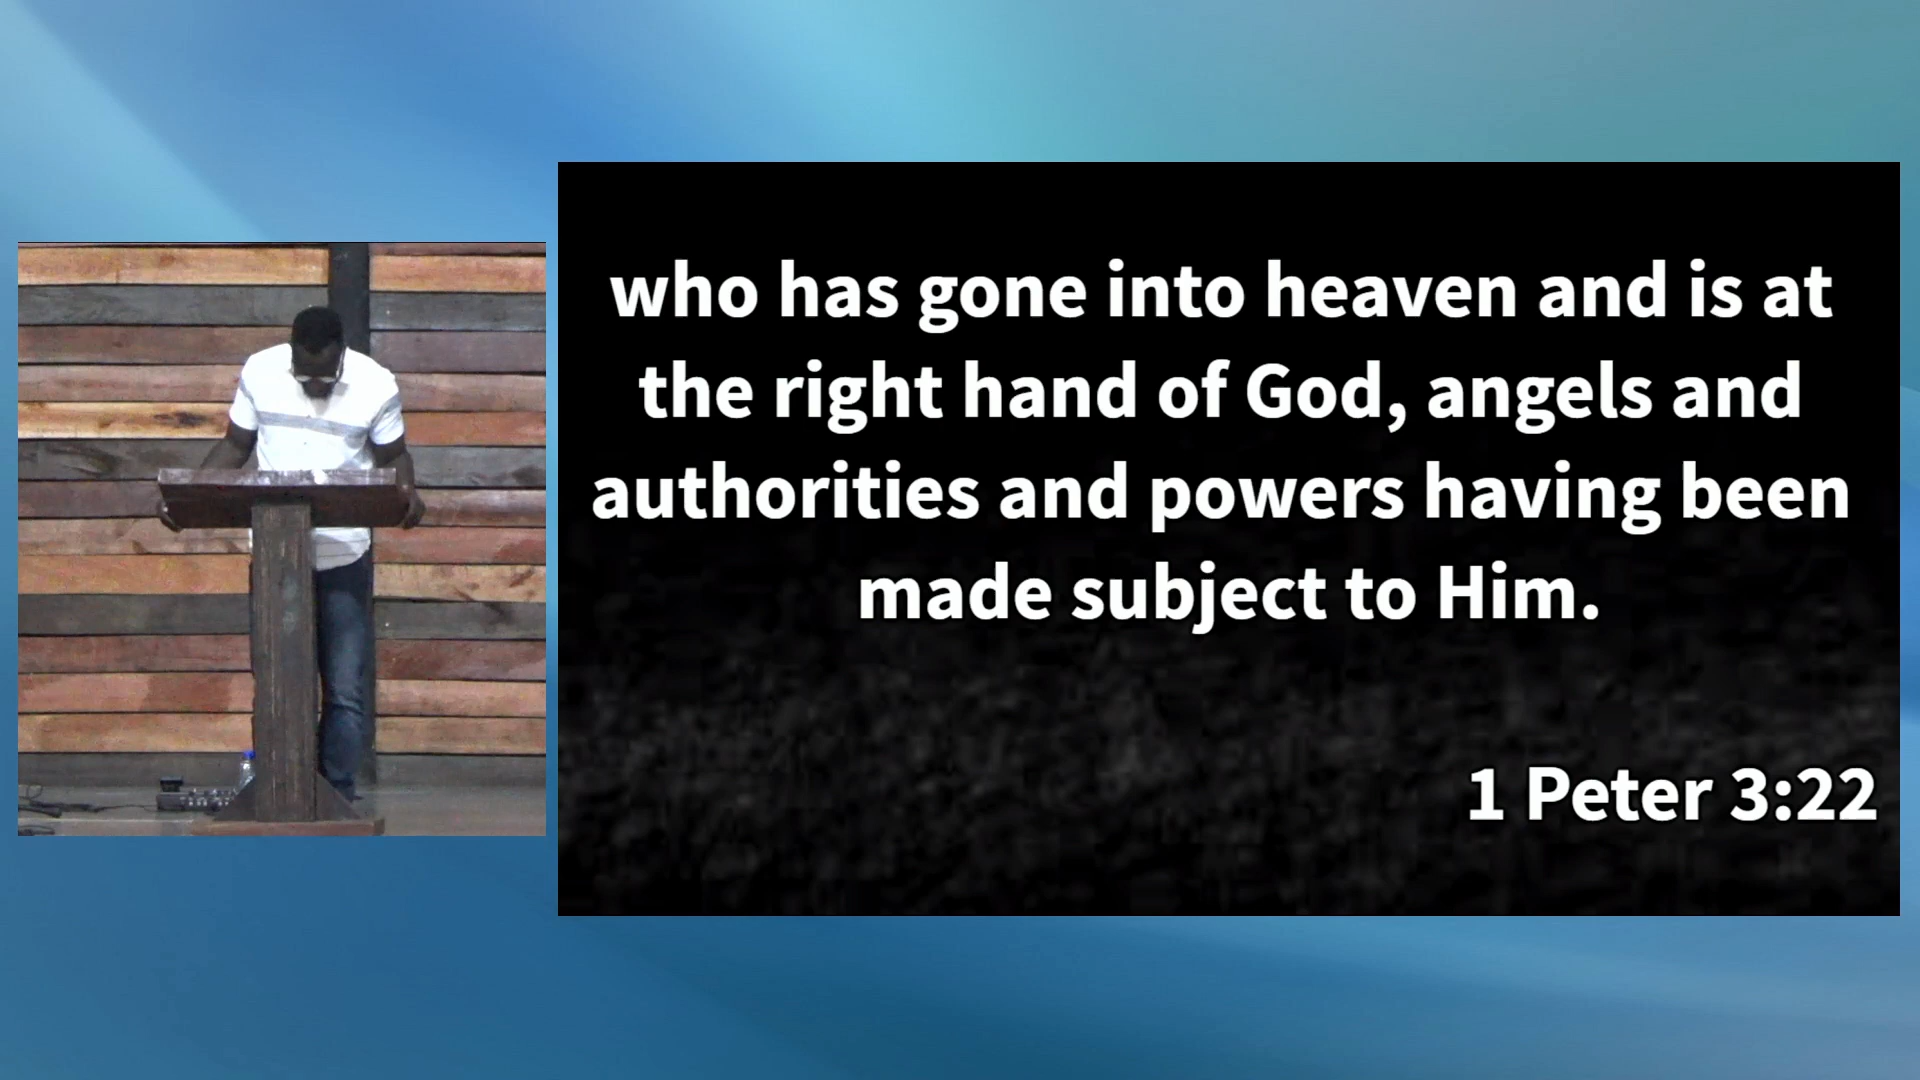 who has gone into heaven and is at
the right hand of God, angels and
authorities and powers having been
made subject to Him.
1 Peter 3:22